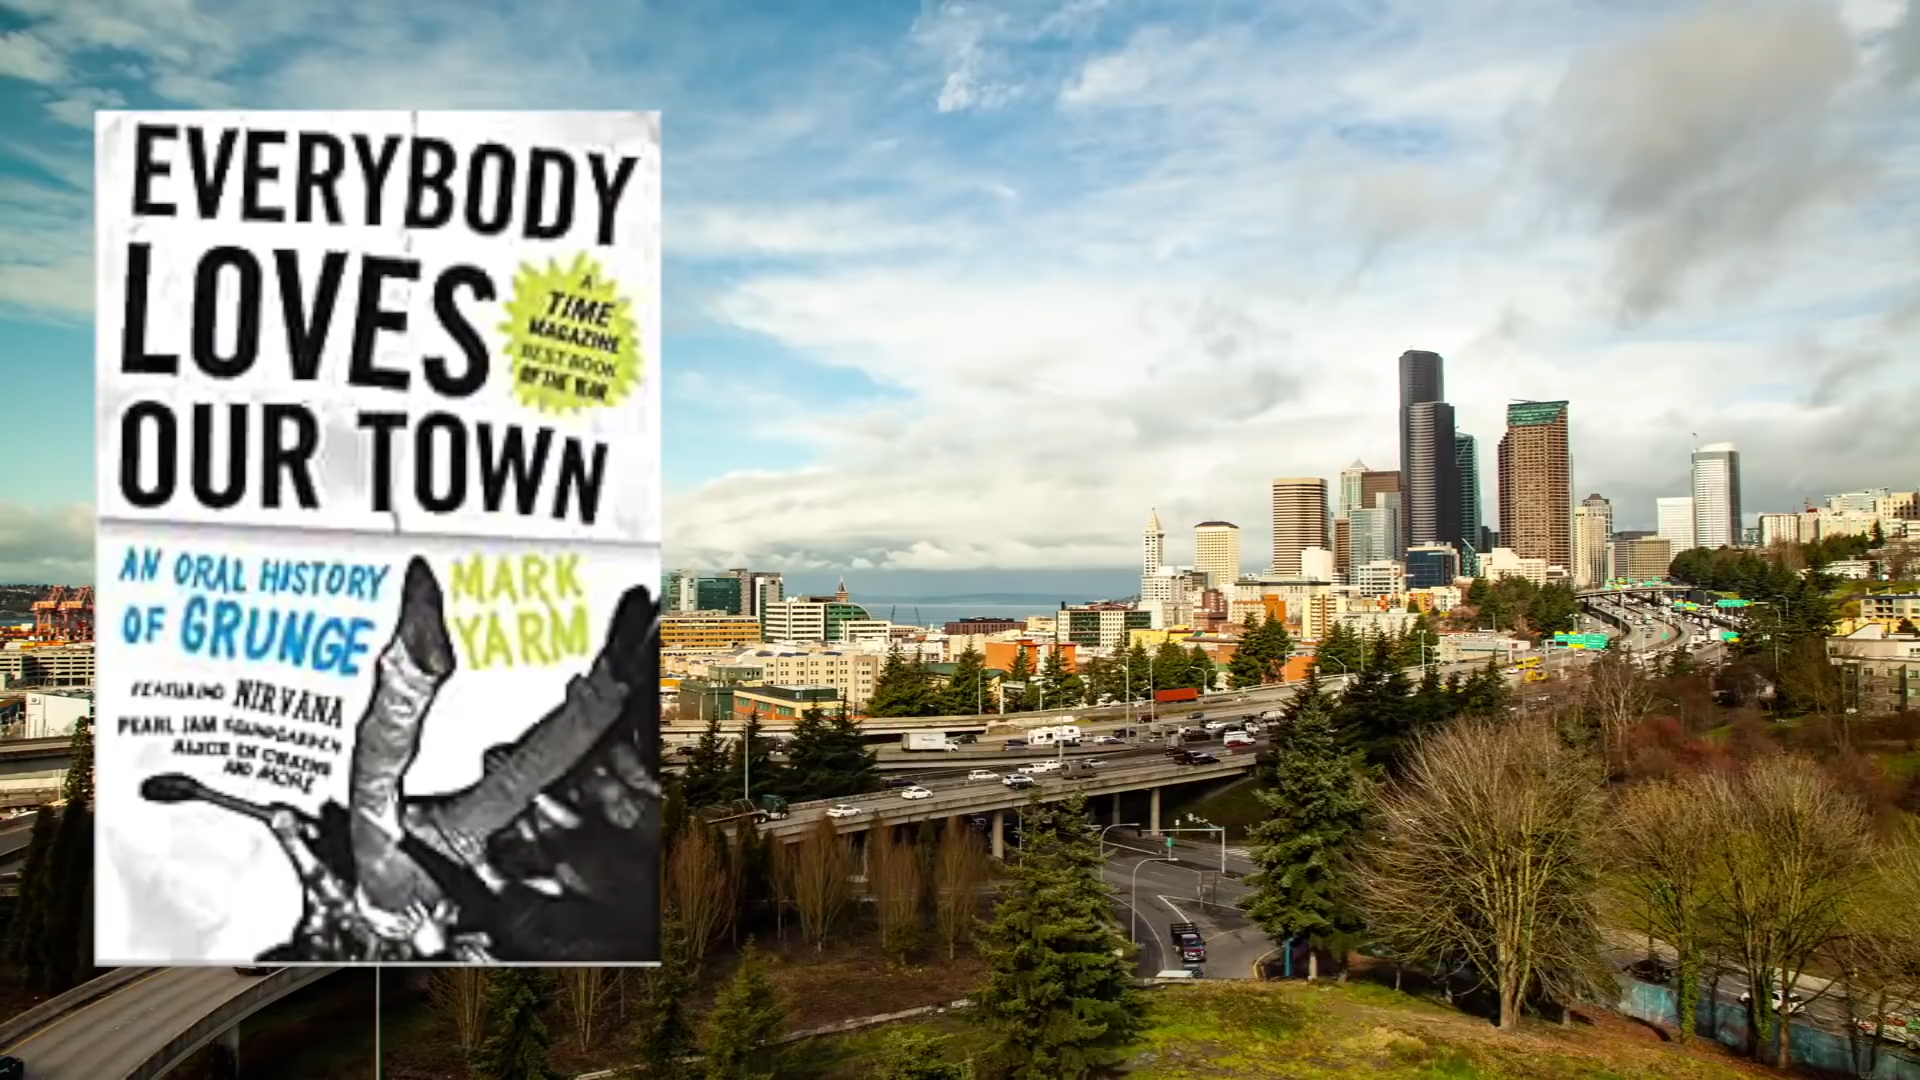 EVERYBODY
LOVES
OUR TOWN
A
TIME
MAGAZINE
BEST BOOK
OF THE YEAR
AN ORAL HISTORY
OF GRUNGE
MARK
YARM
FEATURING NIRVANA
PEARL JAM SOUNDGARDEN
ALICE IN CHAINS
AND MORE